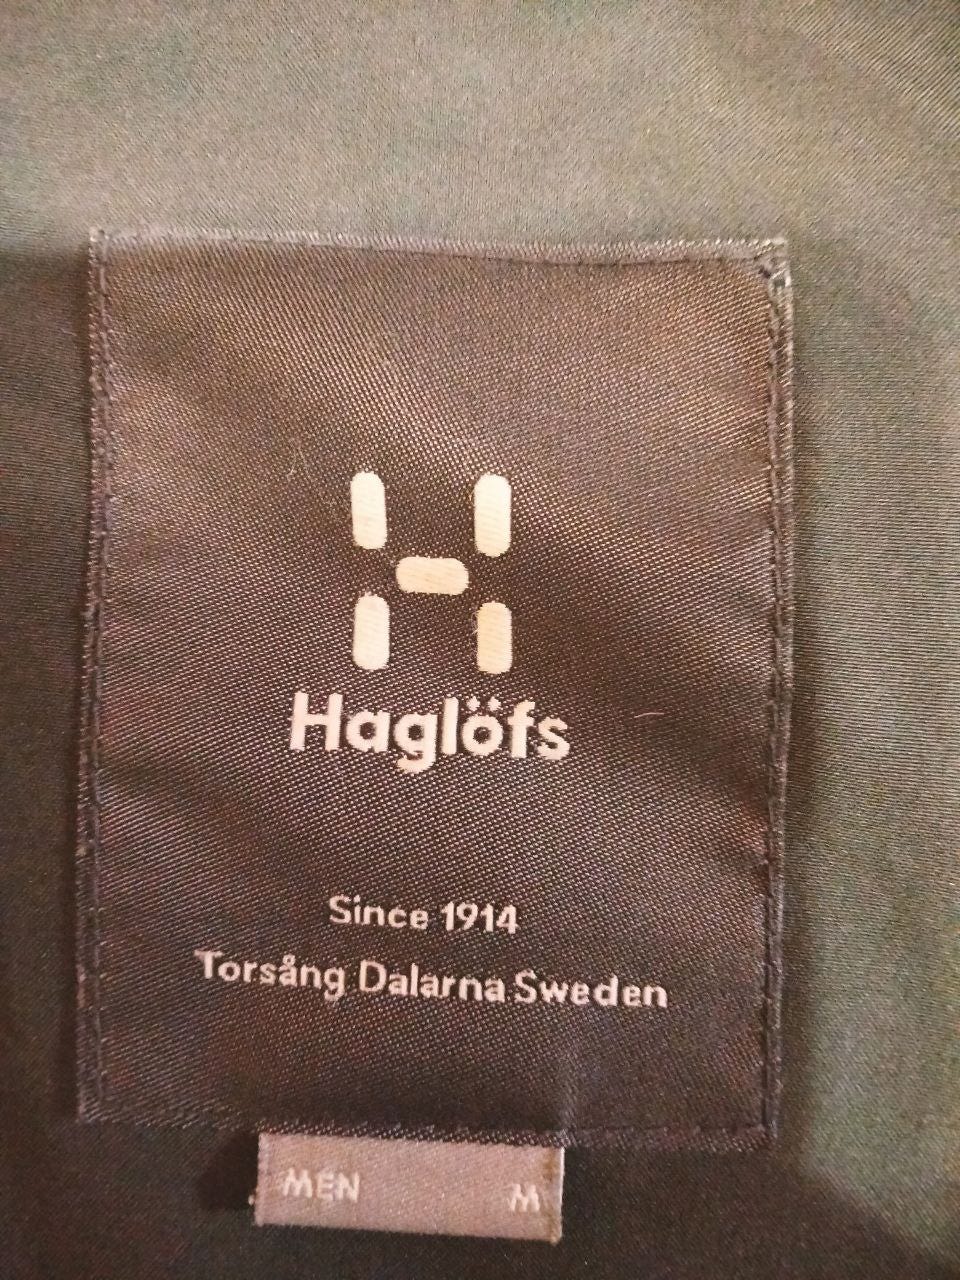 Haglöfs
Since 1914
Torsång Dalarna Sweden
MEN M